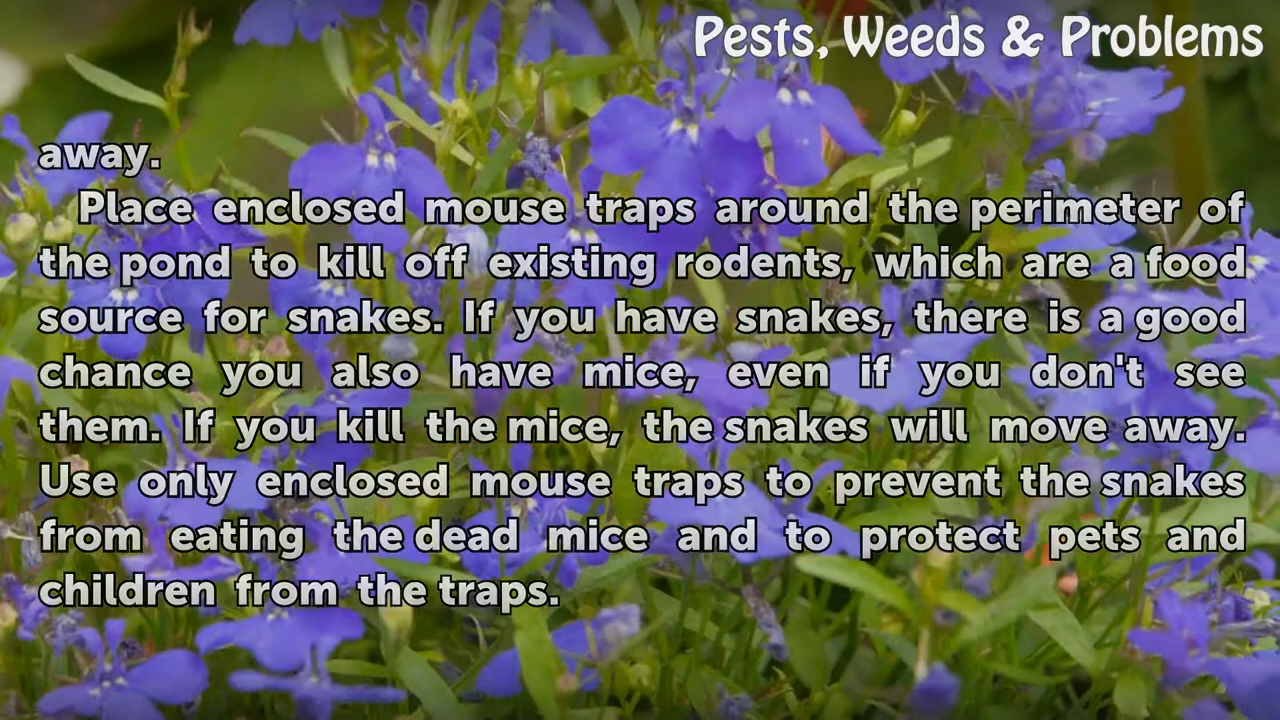 Pests, Weeds & Problems
away.
Place enclosed mouse traps around the perimeter of
the pond to kill off existing rodents, which are a food
source for snakes. If you have snakes, there is a good
chance you also have mice, even if you don't see
them. If you kill the mice, the snakes will move away.
Use only enclosed mouse traps to prevent the snakes
from eating the dead mice and to protect pets and
children from the traps.